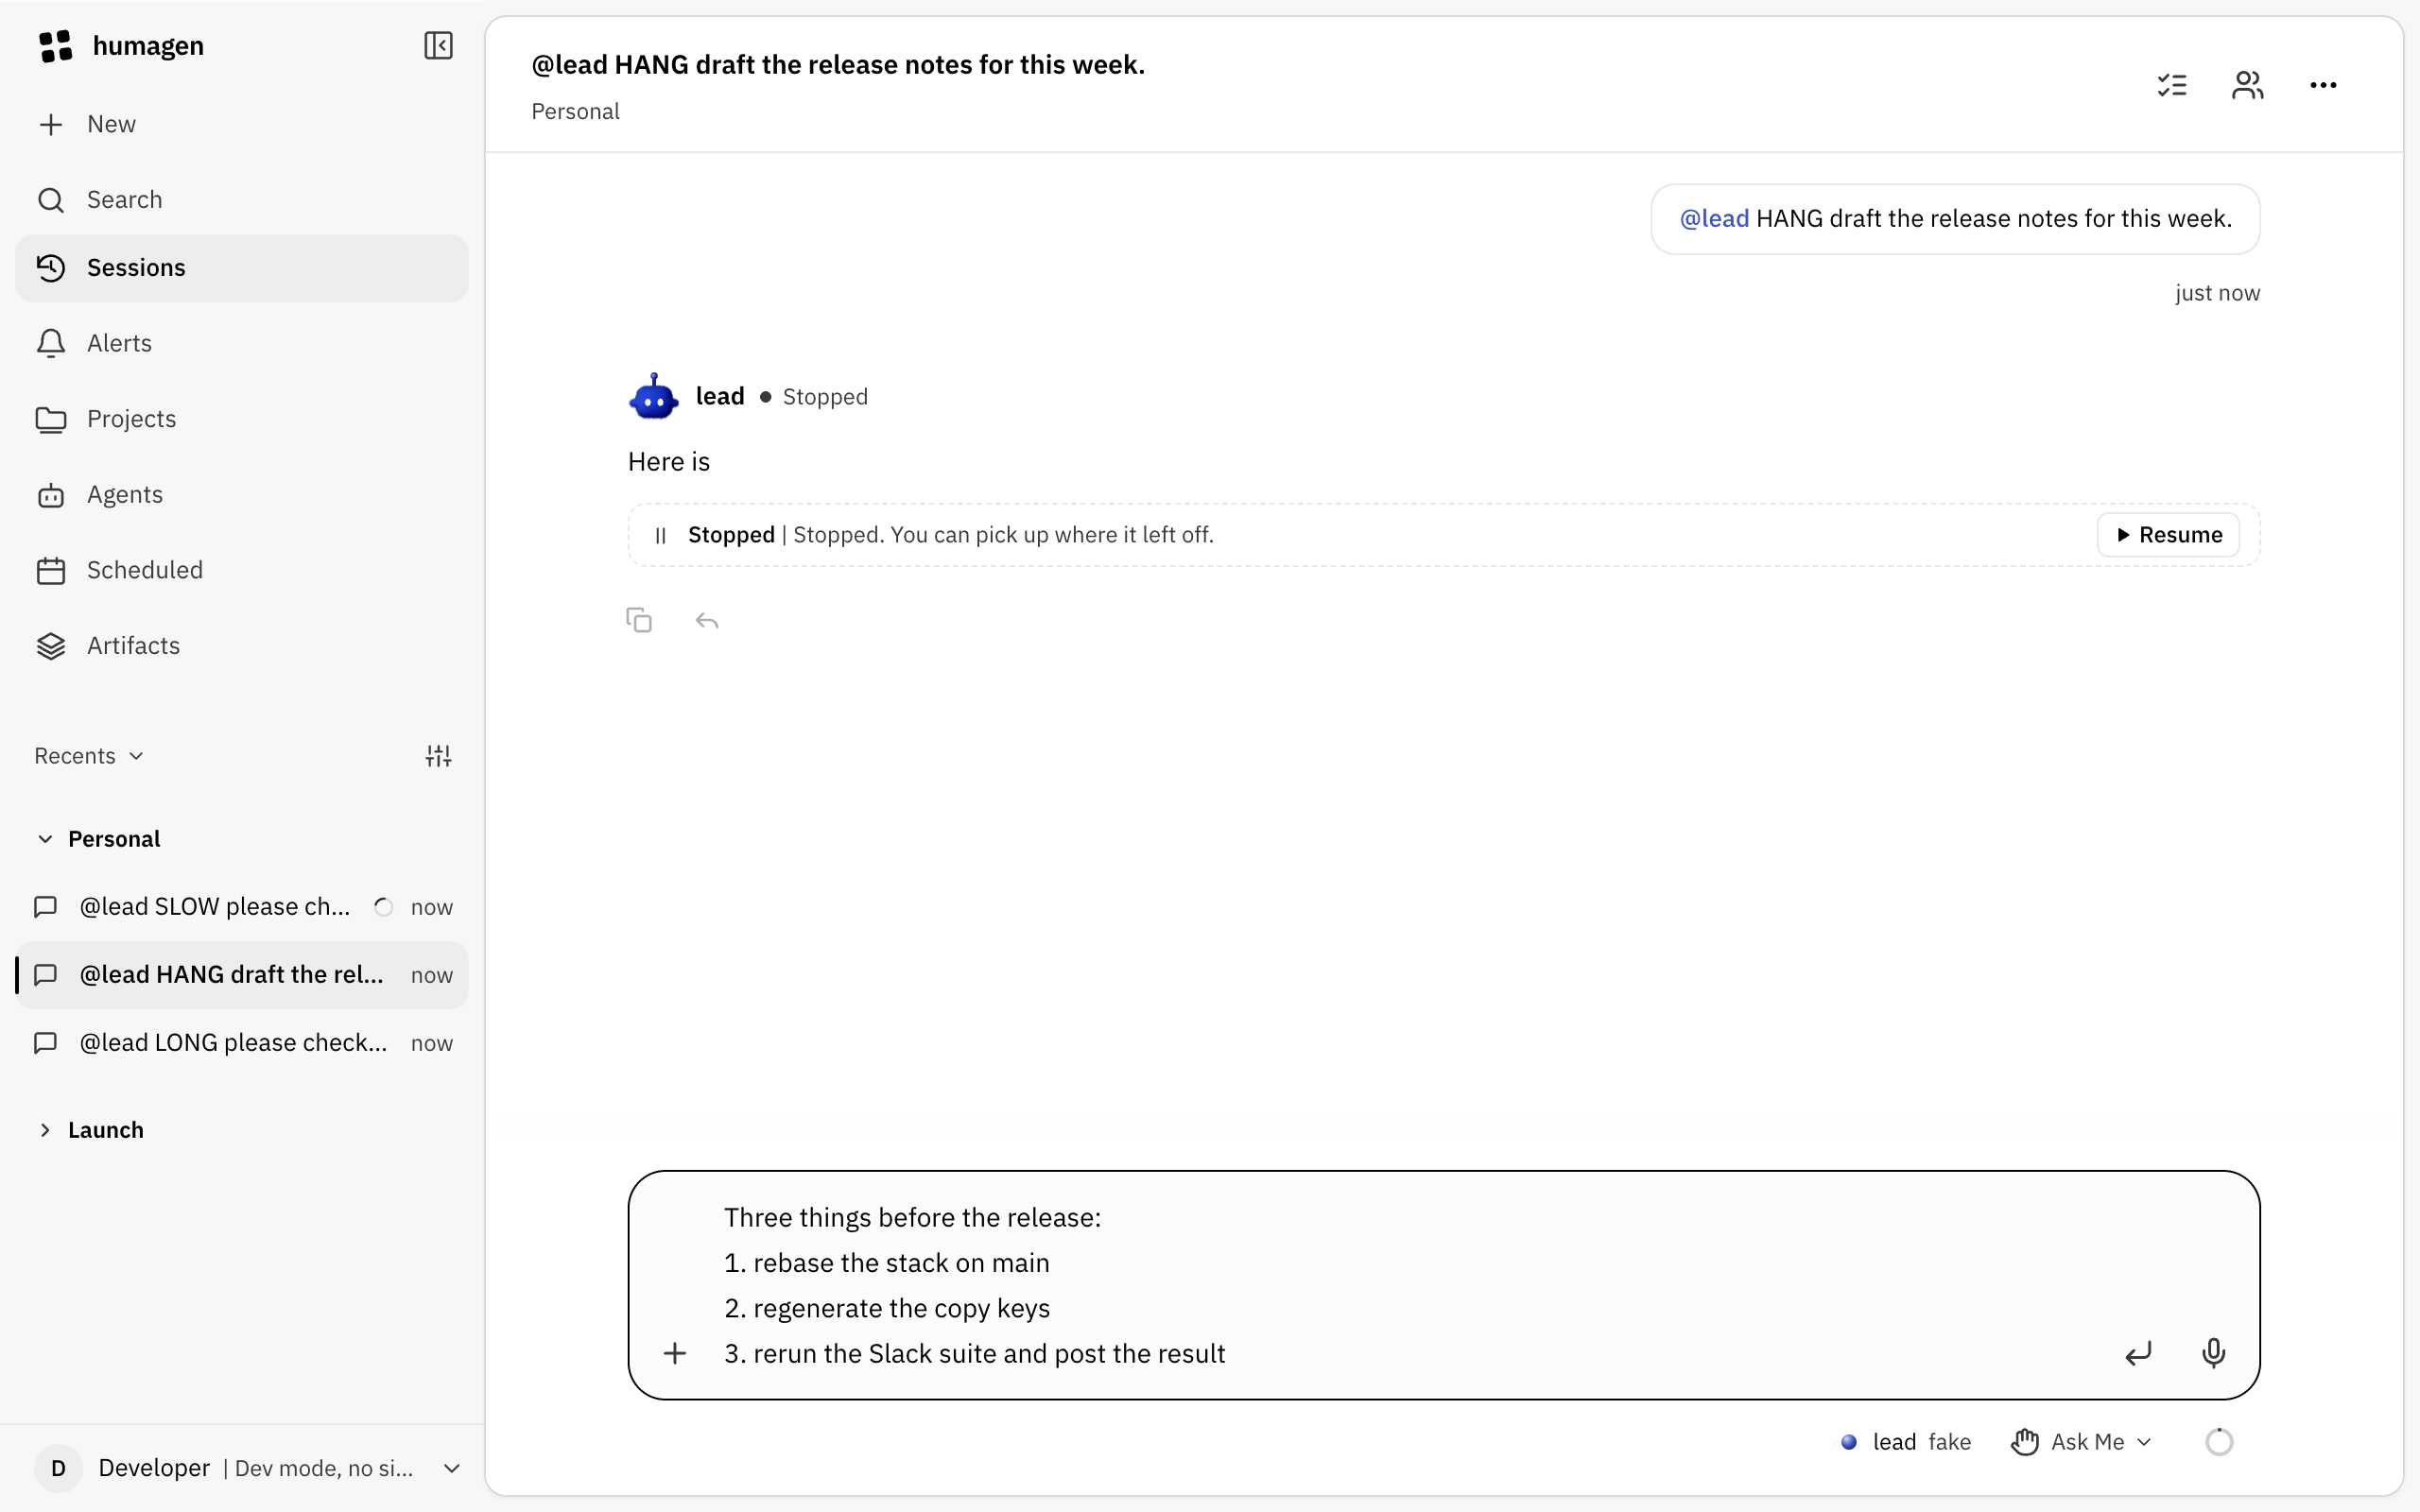 humagen
New
Search
Sessions
Alerts
Projects
Agents
Scheduled
Artifacts
Recents
Personal
@lead SLOW please ch... now
@lead HANG draft the rel... now
@lead LONG please check... now
Launch
D Developer | Dev mode, no si...
@lead HANG draft the release notes for this week.
Personal
@lead HANG draft the release notes for this week.
just now
lead ● Stopped
Here is
Stopped | Stopped. You can pick up where it left off. Resume
Three things before the release:
1. rebase the stack on main
2. regenerate the copy keys
3. rerun the Slack suite and post the result
lead fake Ask Me